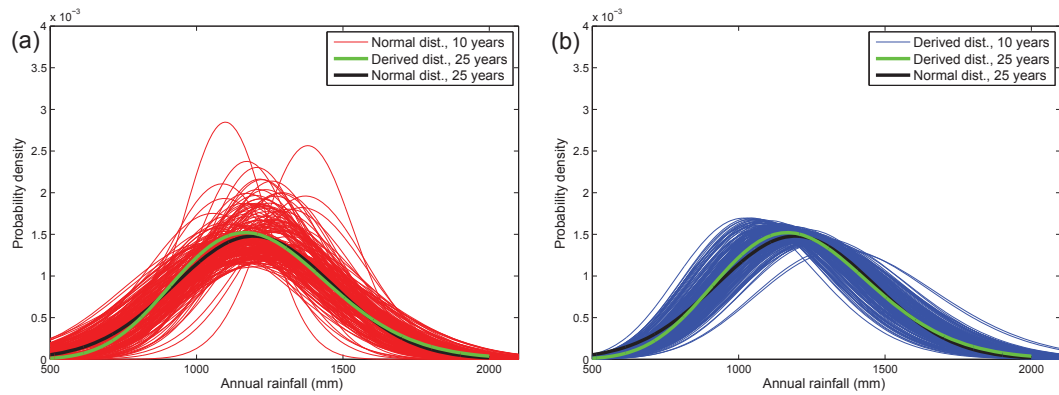 (a)
x 10⁻³
4
3.5
3
2.5
2
1.5
1
0.5
0
Probability density
Normal dist., 10 years
Derived dist., 25 years
Normal dist., 25 years
500 1000 1500 2000
Annual rainfall (mm)
(b)
x 10⁻³
4
3.5
3
2.5
2
1.5
1
0.5
0
Probability density
Derived dist., 10 years
Derived dist., 25 years
Normal dist., 25 years
500 1000 1500 2000
Annual rainfall (mm)